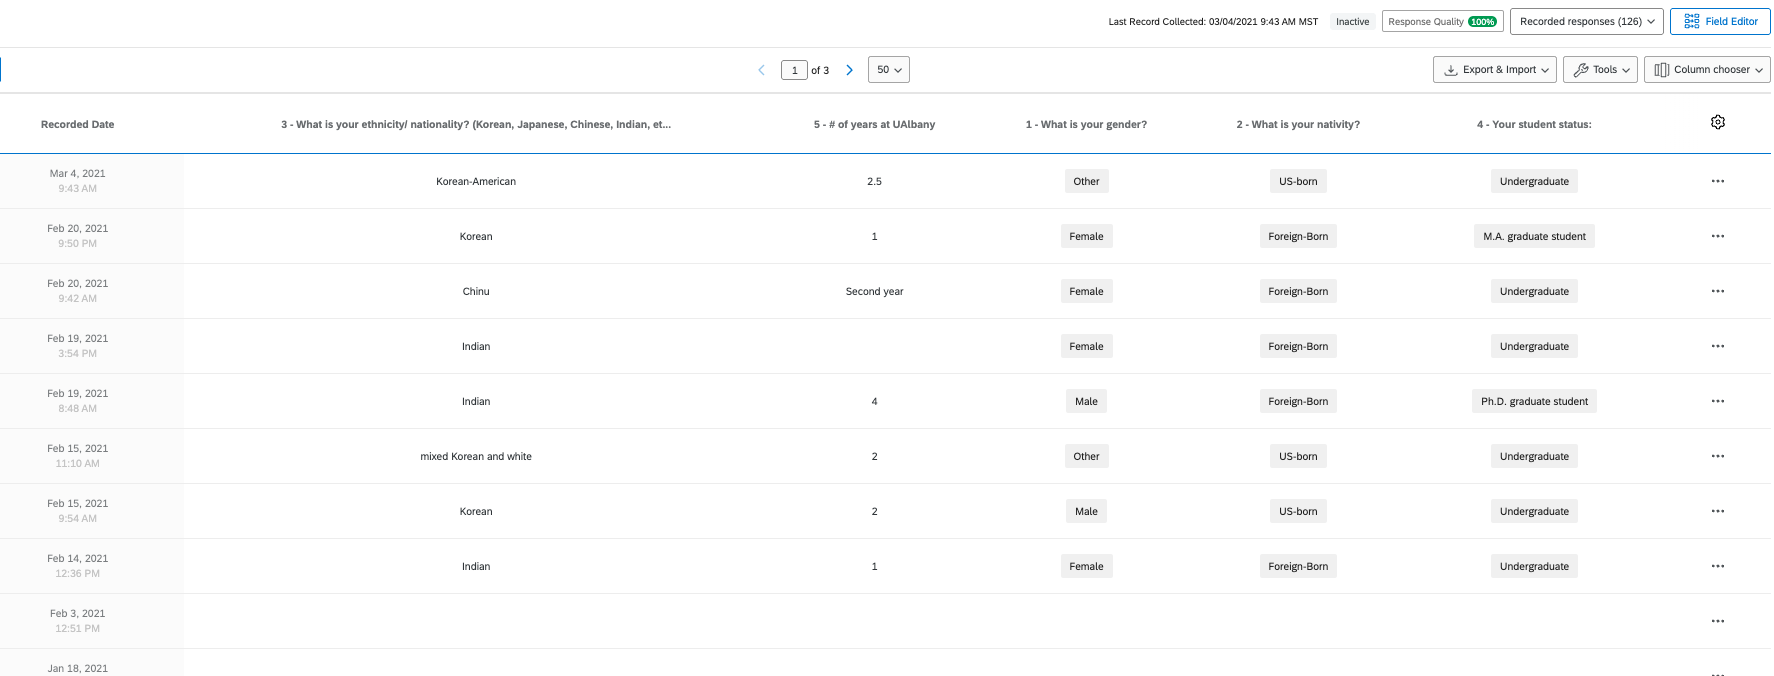 Last Record Collected: 03/04/2021 9:43 AM MST Inactive Response Quality 100% Recorded responses (126) Field Editor
1 of 3 50 Export & Import Tools Column chooser
Recorded Date 3 - What is your ethnicity/ nationality? (Korean, Japanese, Chinese, Indian, et... 5 - # of years at UAlbany 1 - What is your gender? 2 - What is your nativity? 4 - Your student status:
Mar 4, 2021
9:43 AM
Korean-American 2.5 Other US-born Undergraduate
Feb 20, 2021
9:50 PM
Korean 1 Female Foreign-Born M.A. graduate student
Feb 20, 2021
9:42 AM
Chinu Second year Female Foreign-Born Undergraduate
Feb 19, 2021
3:54 PM
Indian Female Foreign-Born Undergraduate
Feb 19, 2021
8:48 AM
Indian 4 Male Foreign-Born Ph.D. graduate student
Feb 15, 2021
11:10 AM
mixed Korean and white 2 Other US-born Undergraduate
Feb 15, 2021
9:54 AM
Korean 2 Male US-born Undergraduate
Feb 14, 2021
12:36 PM
Indian 1 Female Foreign-Born Undergraduate
Feb 3, 2021
12:51 PM
Jan 18, 2021